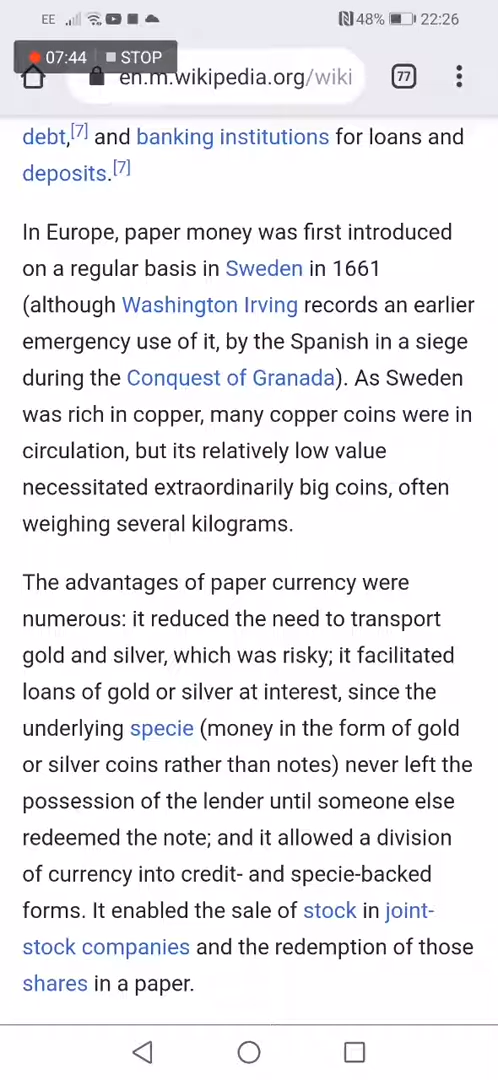 EE 48% 22:26
07:44 STOP
en.m.wikipedia.org/wiki 77
debt,[7] and banking institutions for loans and
deposits.[7]
In Europe, paper money was first introduced
on a regular basis in Sweden in 1661
(although Washington Irving records an earlier
emergency use of it, by the Spanish in a siege
during the Conquest of Granada). As Sweden
was rich in copper, many copper coins were in
circulation, but its relatively low value
necessitated extraordinarily big coins, often
weighing several kilograms.
The advantages of paper currency were
numerous: it reduced the need to transport
gold and silver, which was risky; it facilitated
loans of gold or silver at interest, since the
underlying specie (money in the form of gold
or silver coins rather than notes) never left the
possession of the lender until someone else
redeemed the note; and it allowed a division
of currency into credit- and specie-backed
forms. It enabled the sale of stock in joint-
stock companies and the redemption of those
shares in a paper.